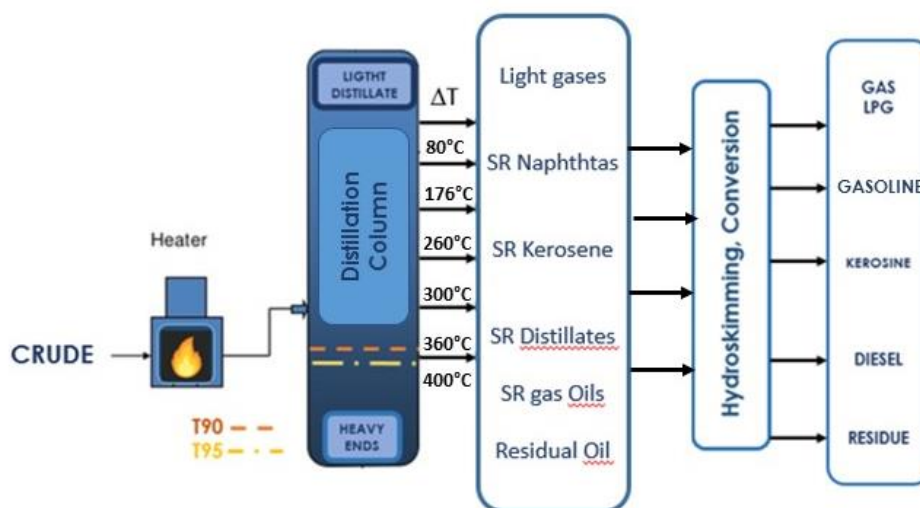 LIGTHT
DISTILLATE
ΔT
80°C
176°C
260°C
300°C
360°C
400°C
Distillation
Column
HEAVY
ENDS
Heater
CRUDE
T90
T95
Light gases
SR Naphthtas
SR Kerosene
SR Distillates
SR gas Oils
Residual Oil
Hydroskimming, Conversion
GAS
LPG
GASOLINE
KEROSINE
DIESEL
RESIDUE